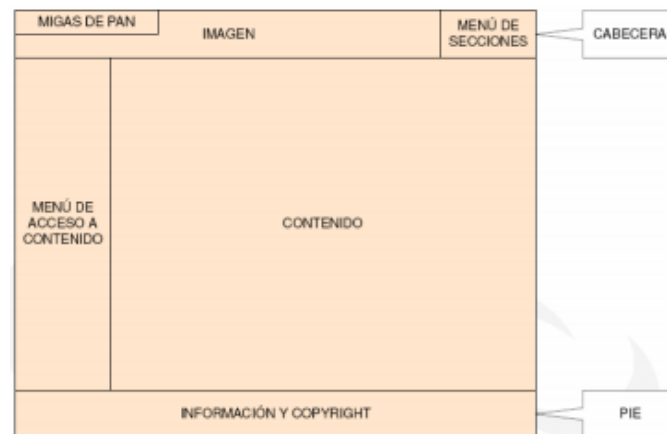 MIGAS DE PAN
IMAGEN
MENÚ DE
SECCIONES
CABECERA
MENÚ DE
ACCESO A
CONTENIDO
CONTENIDO
INFORMACIÓN Y COPYRIGHT
PIE